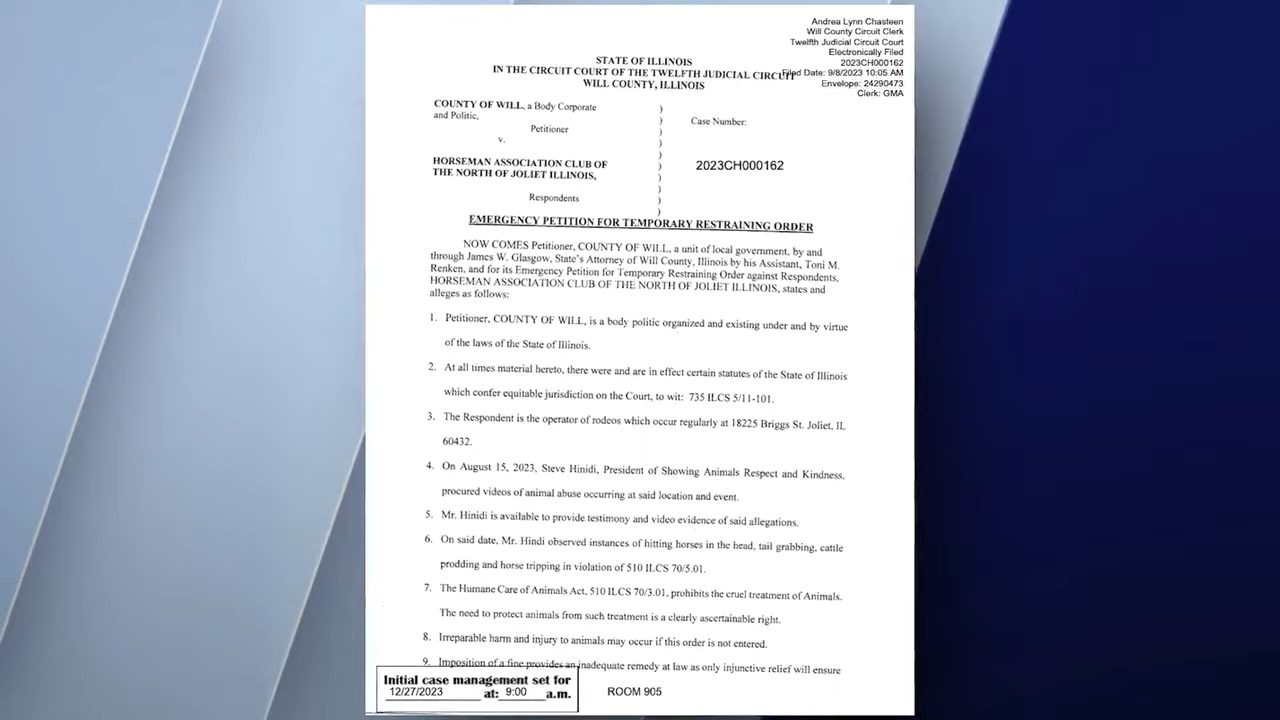 Andrea Lynn Chasteen
Will County Circuit Clerk
Twelfth Judicial Circuit Court
Electronically Filed
2023CH000162
Filed Date: 9/8/2023 10:05 AM
Envelope: 24290473
Clerk: GMA
STATE OF ILLINOIS
IN THE CIRCUIT COURT OF THE TWELFTH JUDICIAL CIRCUIT
WILL COUNTY, ILLINOIS
COUNTY OF WILL, a Body Corporate
and Politic,
Petitioner
v.
HORSEMAN ASSOCIATION CLUB OF
THE NORTH OF JOLIET ILLINOIS,
Respondents
)
)
)
)
)
)
)
)
)
)
Case Number:
2023CH000162
EMERGENCY PETITION FOR TEMPORARY RESTRAINING ORDER
NOW COMES Petitioner, COUNTY OF WILL, a unit of local government, by and
through James W. Glasgow, State's Attorney of Will County, Illinois by his Assistant, Toni M.
Renken, and for its Emergency Petition for Temporary Restraining Order against Respondents,
HORSEMAN ASSOCIATION CLUB OF THE NORTH OF JOLIET ILLINOIS, states and
alleges as follows:
1. Petitioner, COUNTY OF WILL, is a body politic organized and existing under and by virtue
of the laws of the State of Illinois.
2. At all times material hereto, there were and are in effect certain statutes of the State of Illinois
which confer equitable jurisdiction on the Court, to wit: 735 ILCS 5/11-101.
3. The Respondent is the operator of rodeos which occur regularly at 18225 Briggs St. Joliet, IL
60432.
4. On August 15, 2023, Steve Hinidi, President of Showing Animals Respect and Kindness,
procured videos of animal abuse occurring at said location and event.
5. Mr. Hinidi is available to provide testimony and video evidence of said allegations.
6. On said date, Mr. Hindi observed instances of hitting horses in the head, tail grabbing, cattle
prodding and horse tripping in violation of 510 ILCS 70/5.01.
7. The Humane Care of Animals Act, 510 ILCS 70/3.01, prohibits the cruel treatment of Animals.
The need to protect animals from such treatment is a clearly ascertainable right.
8. Irreparable harm and injury to animals may occur if this order is not entered.
9. Imposition of a fine provides an inadequate remedy at law as only injunctive relief will ensure
Initial case management set for
12/27/2023 at: 9:00 a.m.
ROOM 905